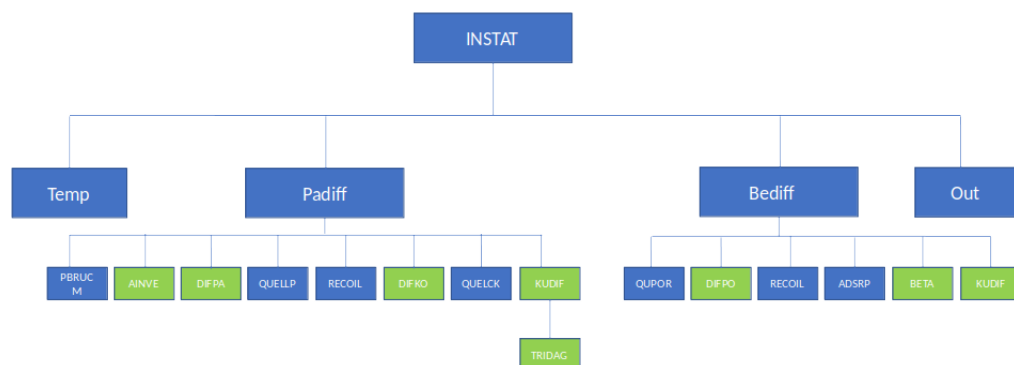 INSTAT
Temp
Padiff
Bediff
Out
PBRUC
M
AINVE
DIFPA
QUELLP
RECOIL
DIFKO
QUELCK
KUDIF
QUPOR
DIFPO
RECOIL
ADSRP
BETA
KUDIF
TRIDAG